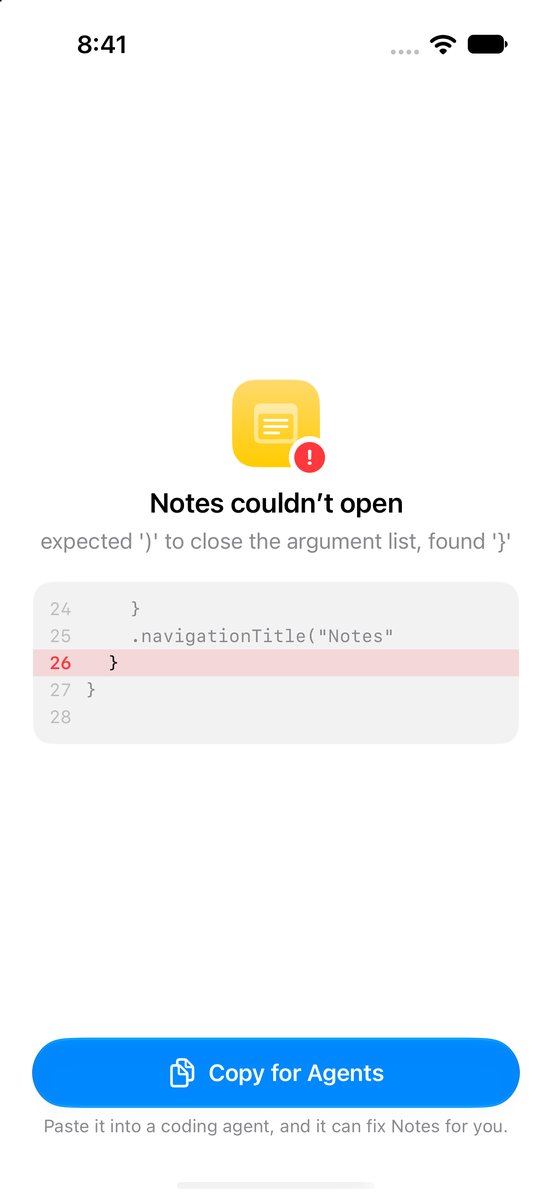 8:41
Notes couldn’t open
expected ')' to close the argument list, found '}'
24     }
25     .navigationTitle("Notes"
26   }
27 }
28
Copy for Agents
Paste it into a coding agent, and it can fix Notes for you.